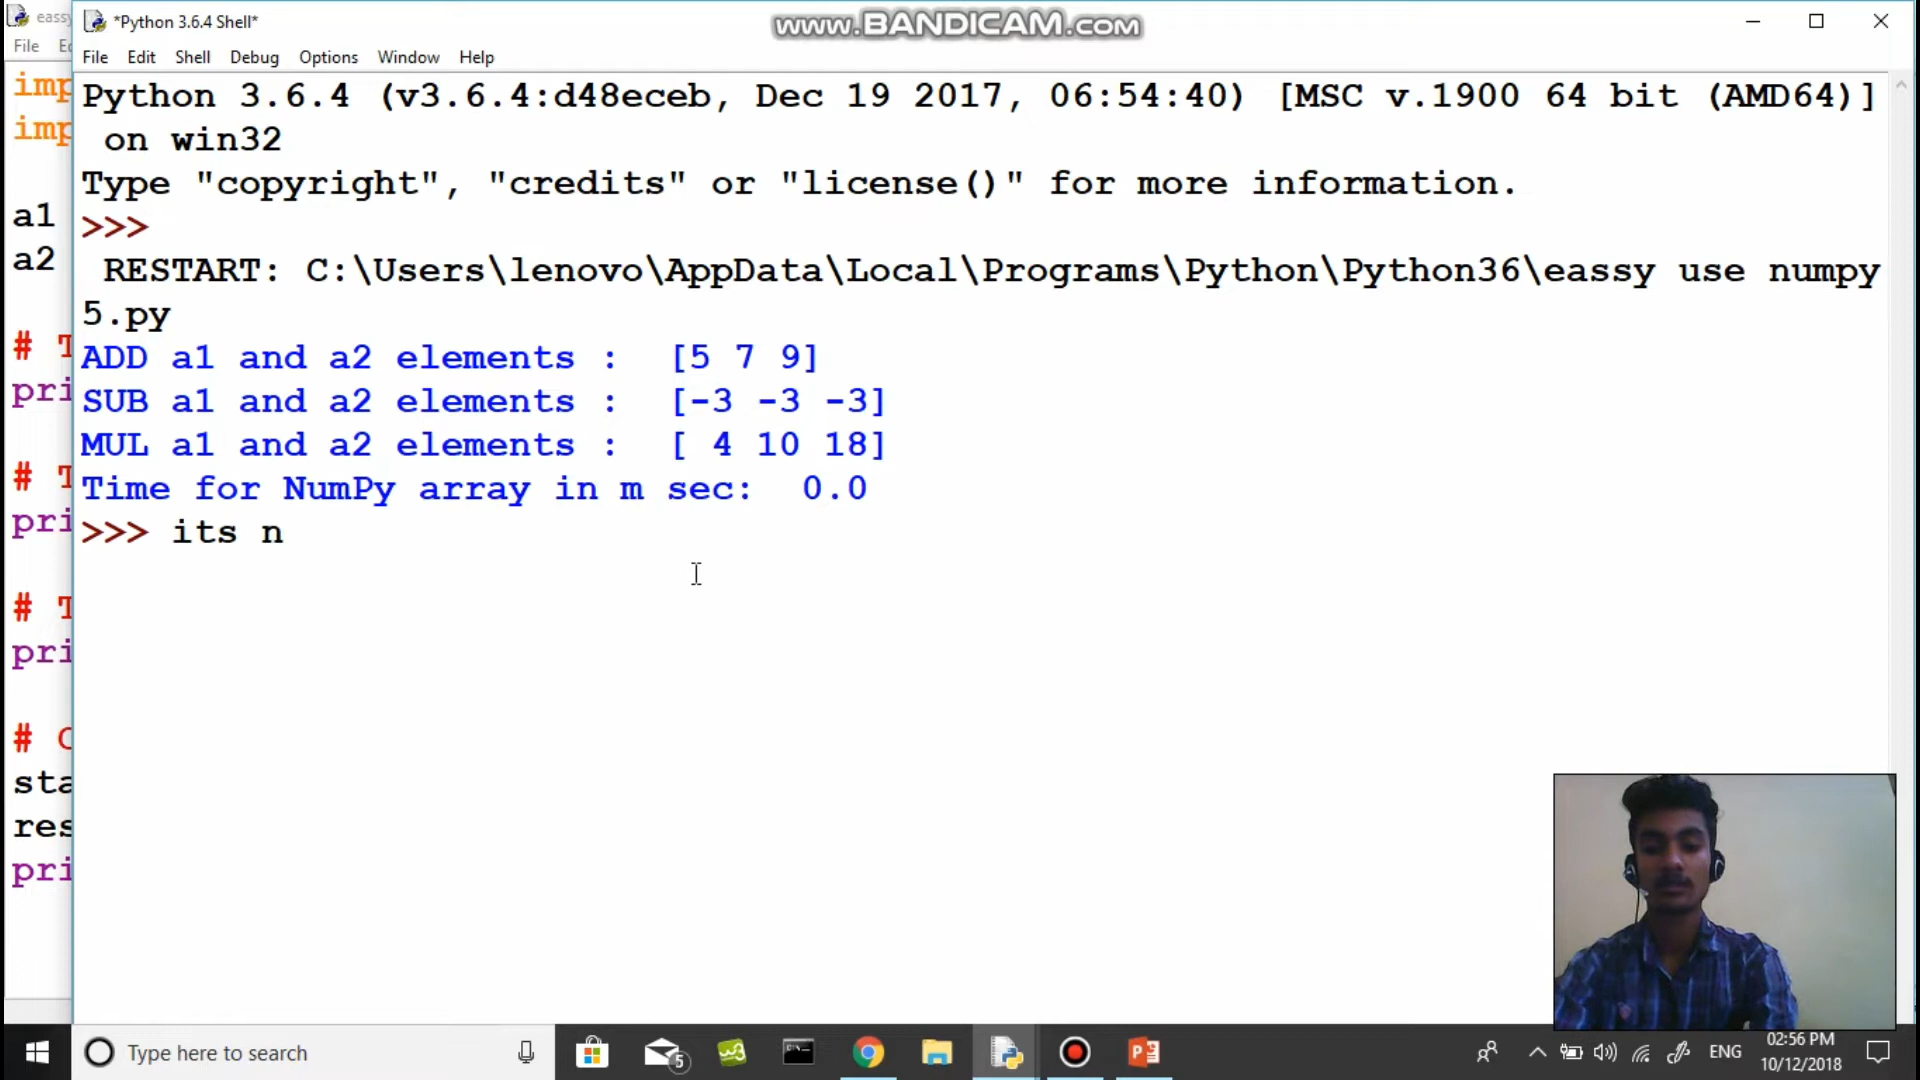 eassy
*Python 3.6.4 Shell*
www.BANDICAM.com
File
File Edit Shell Debug Options Window Help
imp
imp
a1
a2
# T
pri
# T
pri
# T
pri
# C
sta
res
pri
Python 3.6.4 (v3.6.4:d48eceb, Dec 19 2017, 06:54:40) [MSC v.1900 64 bit (AMD64)]
on win32
Type "copyright", "credits" or "license()" for more information.
>>>
RESTART: C:\Users\lenovo\AppData\Local\Programs\Python\Python36\eassy use numpy
5.py
ADD a1 and a2 elements : [5 7 9]
SUB a1 and a2 elements : [-3 -3 -3]
MUL a1 and a2 elements : [ 4 10 18]
Time for NumPy array in m sec: 0.0
>>> its n
Type here to search
5
w3
ENG
02:56 PM
10/12/2018